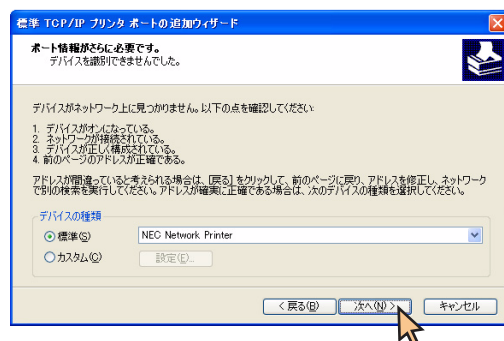 標準 TCP/IP プリンタ ポートの追加ウィザード
ポート情報がさらに必要です。
デバイスを識別できませんでした。
デバイスがネットワーク上に見つかりません。以下の点を確認してください:
1. デバイスがオンになっている。
2. ネットワークが接続されている。
3. デバイスが正しく構成されている。
4. 前のページのアドレスが正確である。
アドレスが間違っていると考えられる場合は、[戻る] をクリックして、前のページに戻り、アドレスを修正し、ネットワーク
で別の検索を実行してください。アドレスが確実に正確である場合は、次のデバイスの種類を選択してください。
デバイスの種類
標準(S)
NEC Network Printer
カスタム(C)
設定(E)...
< 戻る(B)
次へ(N) >
キャンセル